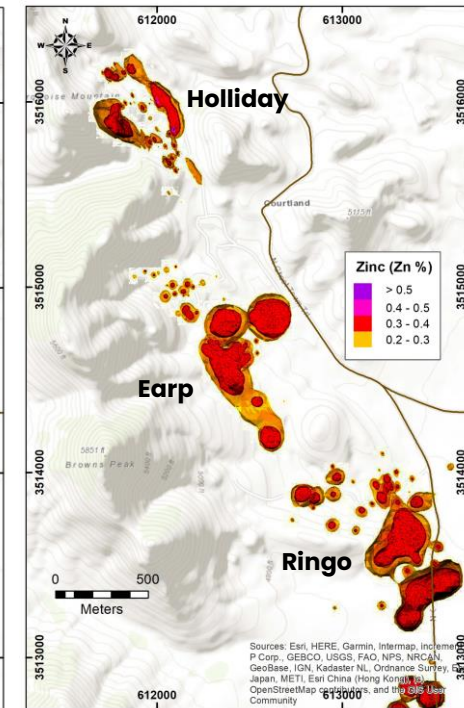 612000
613000
N
W
E
S
3516000
3516000
oise Mountain
Holliday
Courtland
5115 ft
Zinc (Zn %)
> 0.5
0.4 - 0.5
0.3 - 0.4
0.2 - 0.3
3515000
3515000
Earp
5851 ft
Browns Peak
3514000
3514000
Ringo
0
500
Meters
3513000
3513000
Sources: Esri, HERE, Garmin, Intermap, increment
P Corp., GEBCO, USGS, FAO, NPS, NRCAN,
GeoBase, IGN, Kadaster NL, Ordnance Survey, E
Japan, METI, Esri China (Hong Kong), (c)
OpenStreetMap contributors, and the GIS User
Community
612000
613000